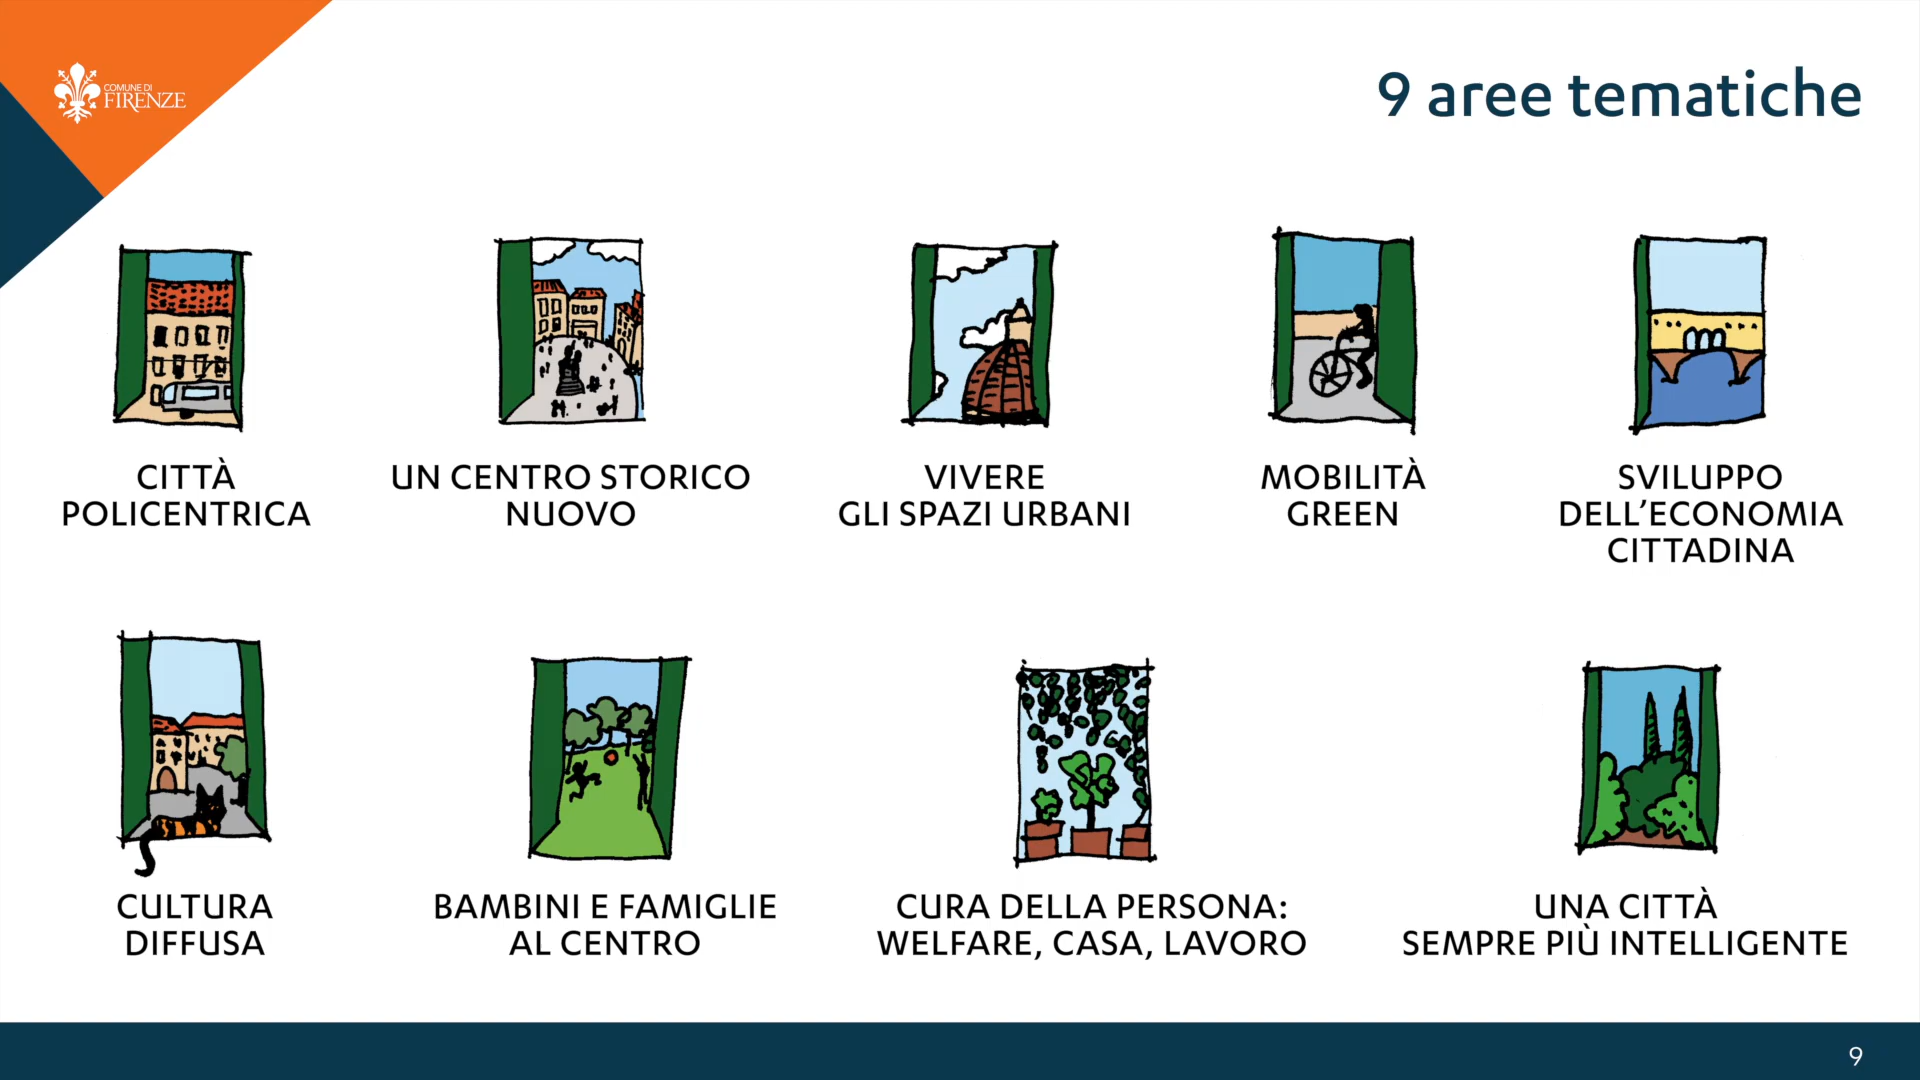 COMUNE DI
FIRENZE
9 aree tematiche
CITTÀ
POLICENTRICA
UN CENTRO STORICO
NUOVO
VIVERE
GLI SPAZI URBANI
MOBILITÀ
GREEN
SVILUPPO
DELL’ECONOMIA
CITTADINA
CULTURA
DIFFUSA
BAMBINI E FAMIGLIE
AL CENTRO
CURA DELLA PERSONA:
WELFARE, CASA, LAVORO
UNA CITTÀ
SEMPRE PIÙ INTELLIGENTE
9